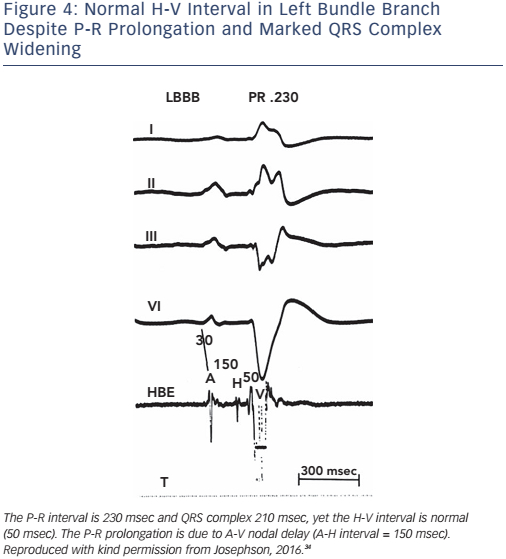 Figure 4: Normal H-V Interval in Left Bundle Branch
Despite P-R Prolongation and Marked QRS Complex
Widening
LBBB PR .230
I
II
III
VI
30
150
A H 50 V
HBE
300 msec
T
The P-R interval is 230 msec and QRS complex 210 msec, yet the H-V interval is normal
(50 msec). The P-R prolongation is due to A-V nodal delay (A-H interval = 150 msec).
Reproduced with kind permission from Josephson, 2016.³⁴